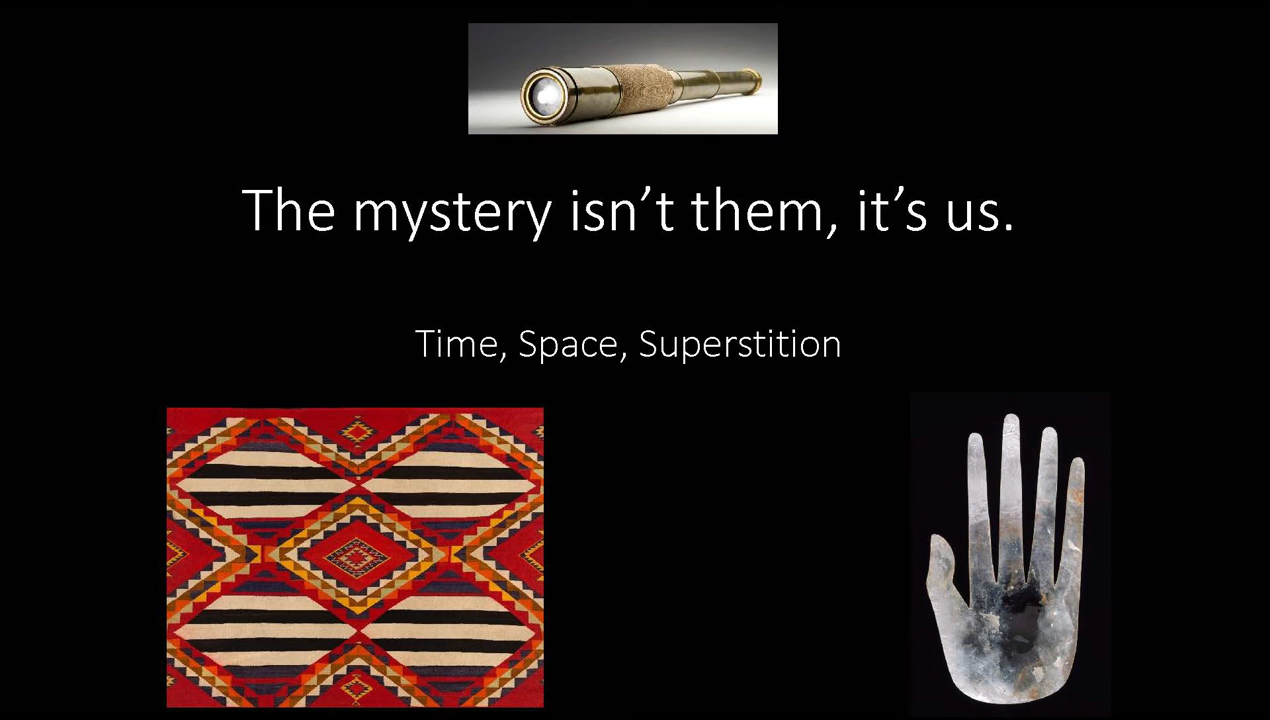 The mystery isn’t them, it’s us.
Time, Space, Superstition